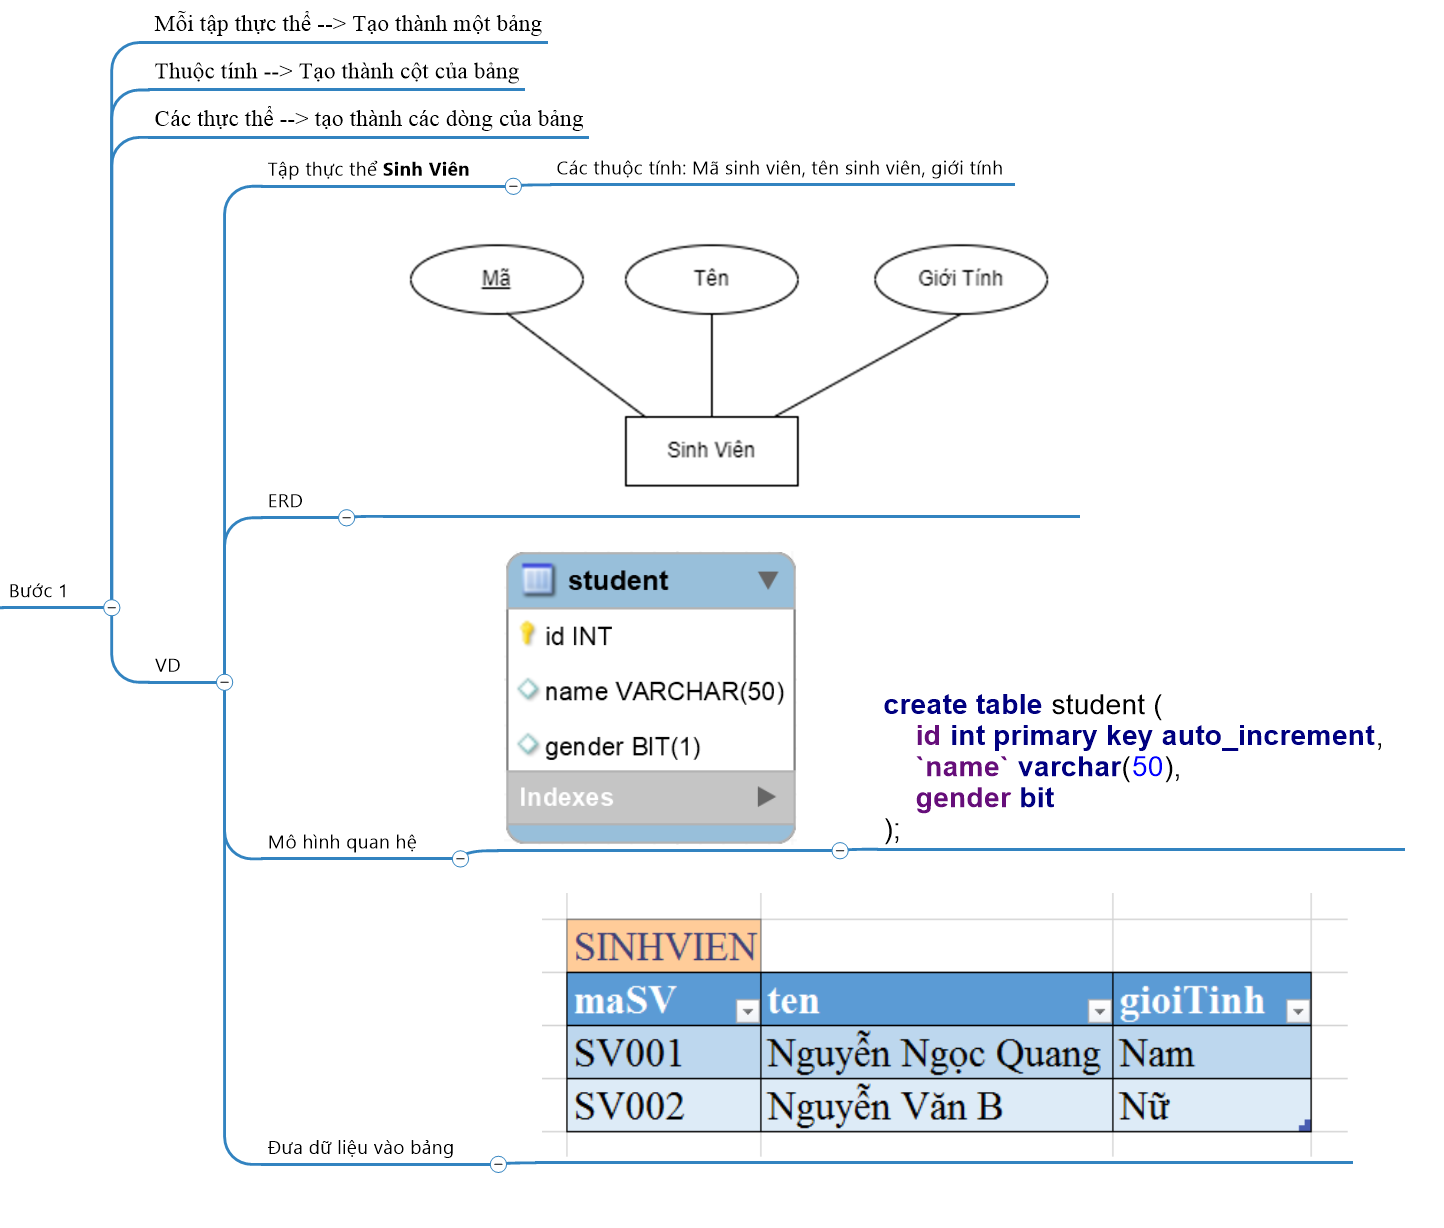 Mỗi tập thực thể --> Tạo thành một bảng
Thuộc tính --> Tạo thành cột của bảng
Các thực thể --> tạo thành các dòng của bảng
Tập thực thể Sinh Viên
Các thuộc tính: Mã sinh viên, tên sinh viên, giới tính
Mã
Tên
Giới Tính
Sinh Viên
ERD
Bước 1
VD
student
id INT
name VARCHAR(50)
gender BIT(1)
Indexes
create table student (
id int primary key auto_increment,
`name` varchar(50),
gender bit
);
Mô hình quan hệ
SINHVIEN
maSV ten gioiTinh
SV001 Nguyễn Ngọc Quang Nam
SV002 Nguyễn Văn B Nữ
Đưa dữ liệu vào bảng